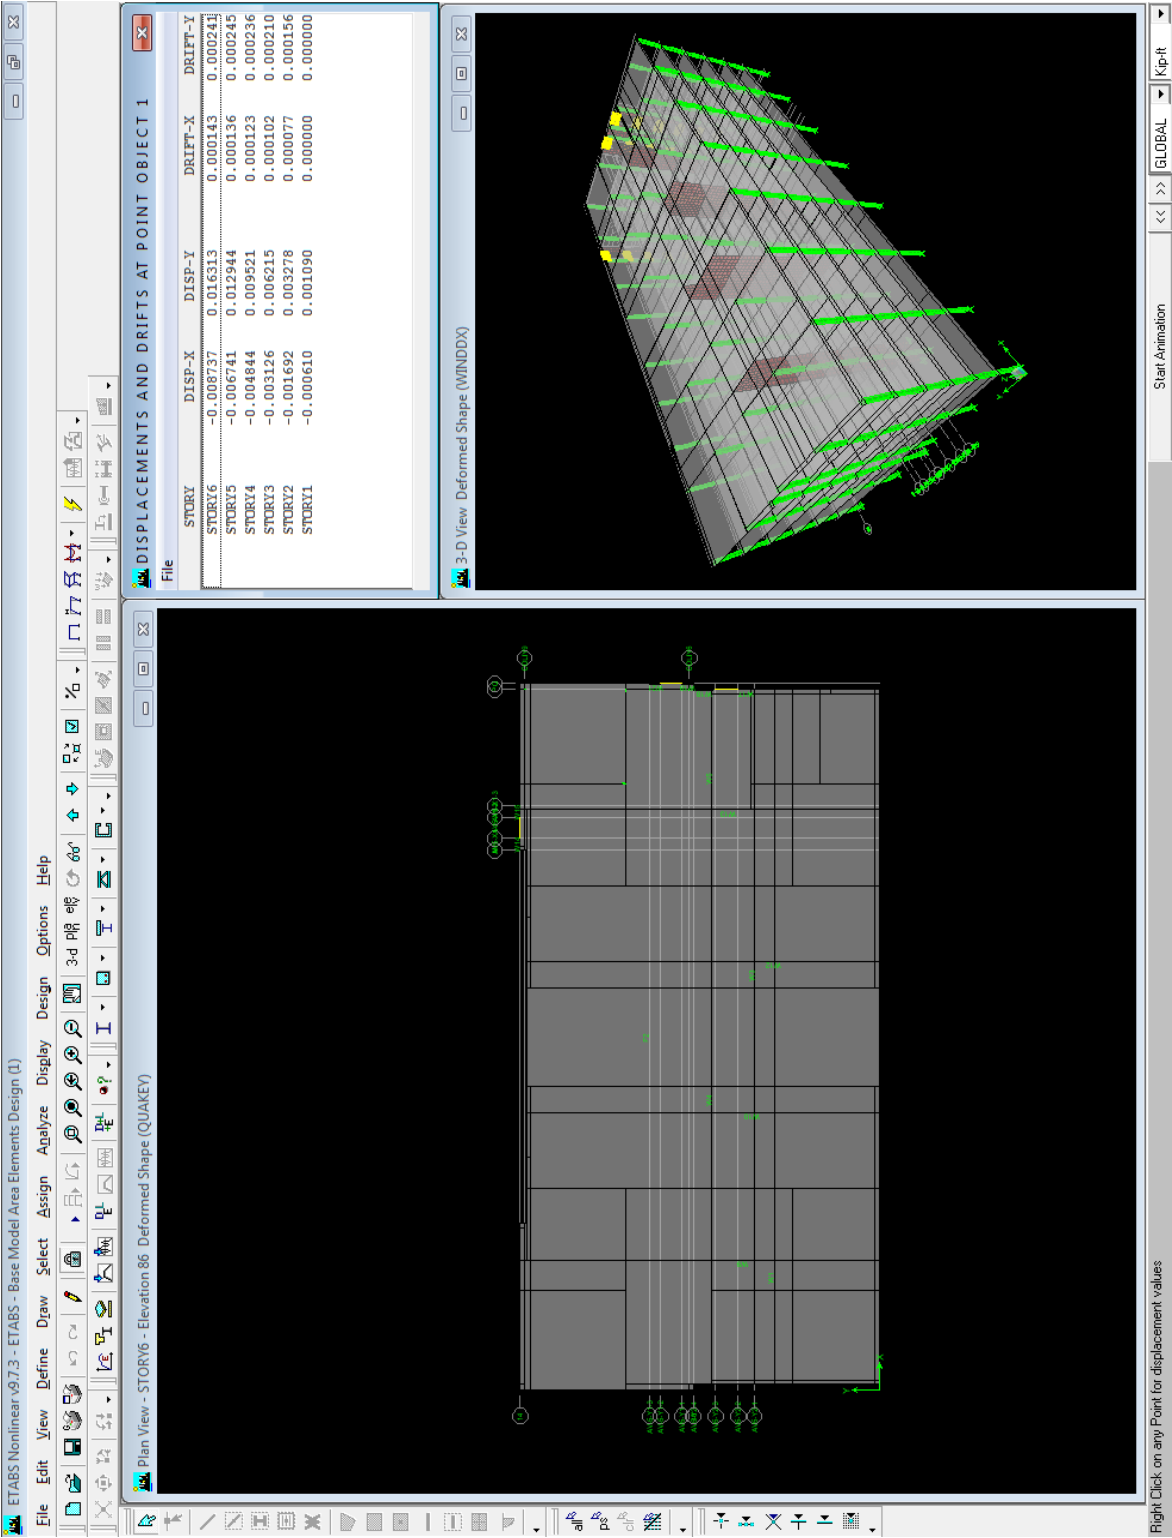 ETABS Nonlinear v9.7.3 - ETABS - Base Model Area Elements Design (1)
File Edit View Define Draw Select Assign Analyze Display Design Options Help
3-d
all
ps
clr
Plan View - STORY6 - Elevation 86 Deformed Shape (QUAKEY)
DISPLACEMENTS AND DRIFTS AT POINT OBJECT 1
File
STORY DISP-X DISP-Y DRIFT-X DRIFT-Y
STORY6 -0.008737 0.016313 0.000143 0.000241
STORY5 -0.006741 0.012944 0.000136 0.000245
STORY4 -0.004844 0.009521 0.000123 0.000236
STORY3 -0.003126 0.006215 0.000102 0.000210
STORY2 -0.001692 0.003278 0.000077 0.000156
STORY1 -0.000610 0.001090 0.000000 0.000000
3-D View Deformed Shape (WINDDX)
Right Click on any Point for displacement values
Start Animation << >> GLOBAL Kip-ft